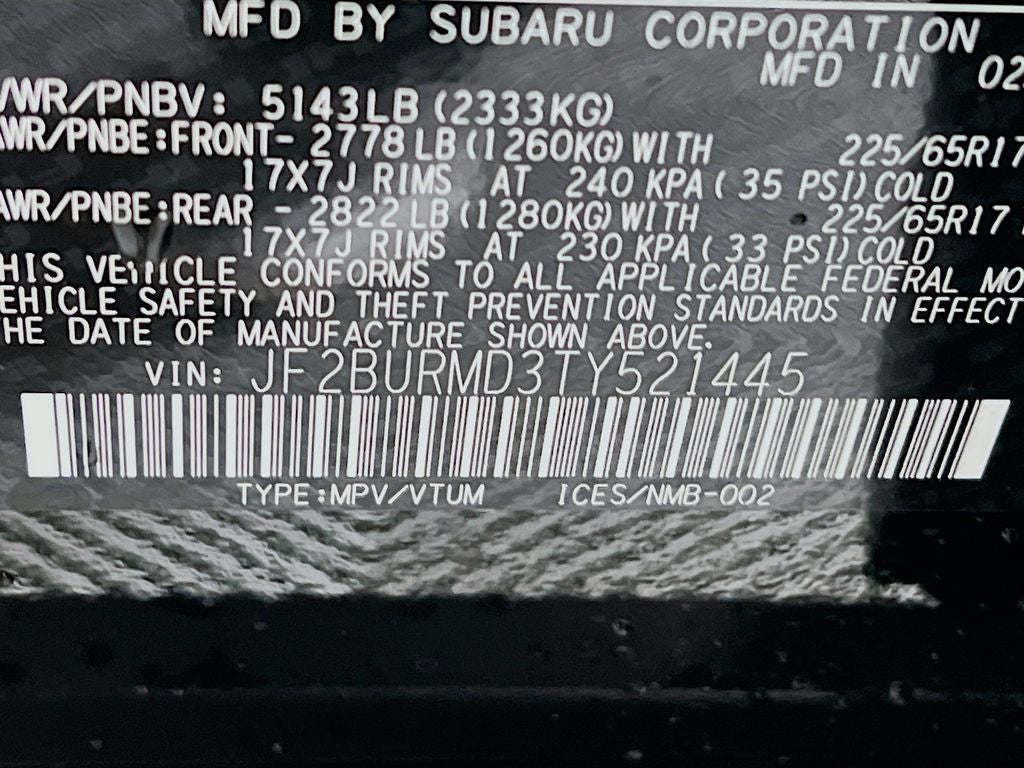 MFD BY SUBARU CORPORATION
MFD IN 02
VWR/PNBV: 5143LB (2333KG)
AWR/PNBE:FRONT- 2778 LB (1260KG) WITH 225/65R17
17X7J RIMS AT 240 KPA ( 35 PSI) COLD
AWR/PNBE:REAR - 2822 LB (1280KG) WITH 225/65R17
17X7J RIMS AT 230 KPA ( 33 PSI) COLD
HIS VEHICLE CONFORMS TO ALL APPLICABLE FEDERAL MO
EHICLE SAFETY AND THEFT PREVENTION STANDARDS IN EFFECT
HE DATE OF MANUFACTURE SHOWN ABOVE.
VIN: JF2BURMD3TY521445
TYPE:MPV/VTUM ICES/NMB-002